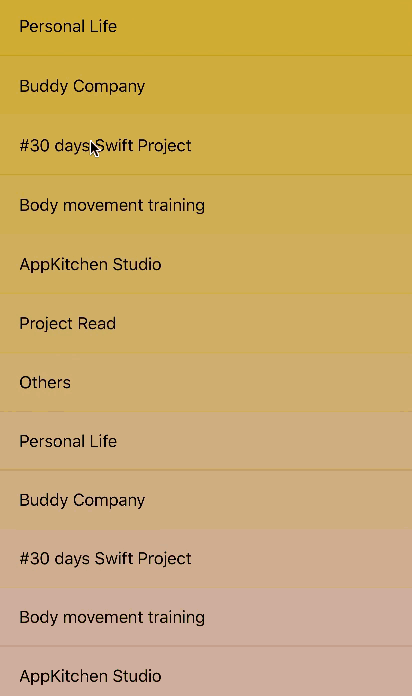 Personal Life
Buddy Company
#30 days Swift Project
Body movement training
AppKitchen Studio
Project Read
Others
Personal Life
Buddy Company
#30 days Swift Project
Body movement training
AppKitchen Studio